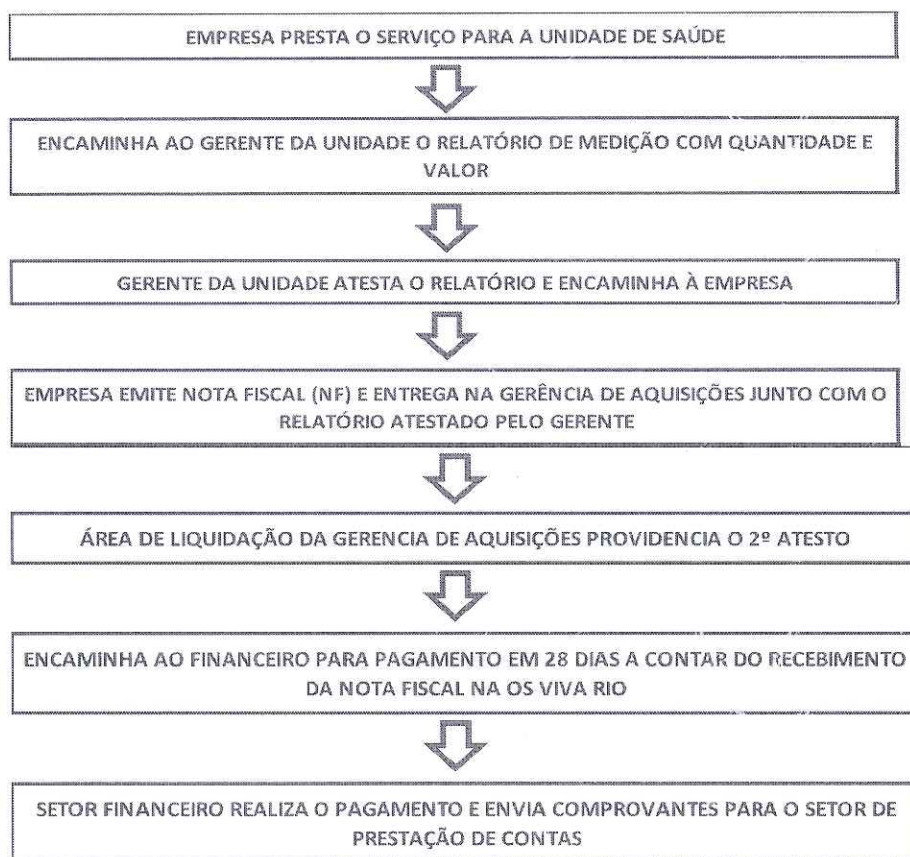 EMPRESA PRESTA O SERVIÇO PARA A UNIDADE DE SAÚDE
ENCAMINHA AO GERENTE DA UNIDADE O RELATÓRIO DE MEDIÇÃO COM QUANTIDADE E
VALOR
GERENTE DA UNIDADE ATESTA O RELATÓRIO E ENCAMINHA À EMPRESA
EMPRESA EMITE NOTA FISCAL (NF) E ENTREGA NA GERÊNCIA DE AQUISIÇÕES JUNTO COM O
RELATÓRIO ATESTADO PELO GERENTE
ÁREA DE LIQUIDAÇÃO DA GERENCIA DE AQUISIÇÕES PROVIDENCIA O 2º ATESTO
ENCAMINHA AO FINANCEIRO PARA PAGAMENTO EM 28 DIAS A CONTAR DO RECEBIMENTO
DA NOTA FISCAL NA OS VIVA RIO
SETOR FINANCEIRO REALIZA O PAGAMENTO E ENVIA COMPROVANTES PARA O SETOR DE
PRESTAÇÃO DE CONTAS